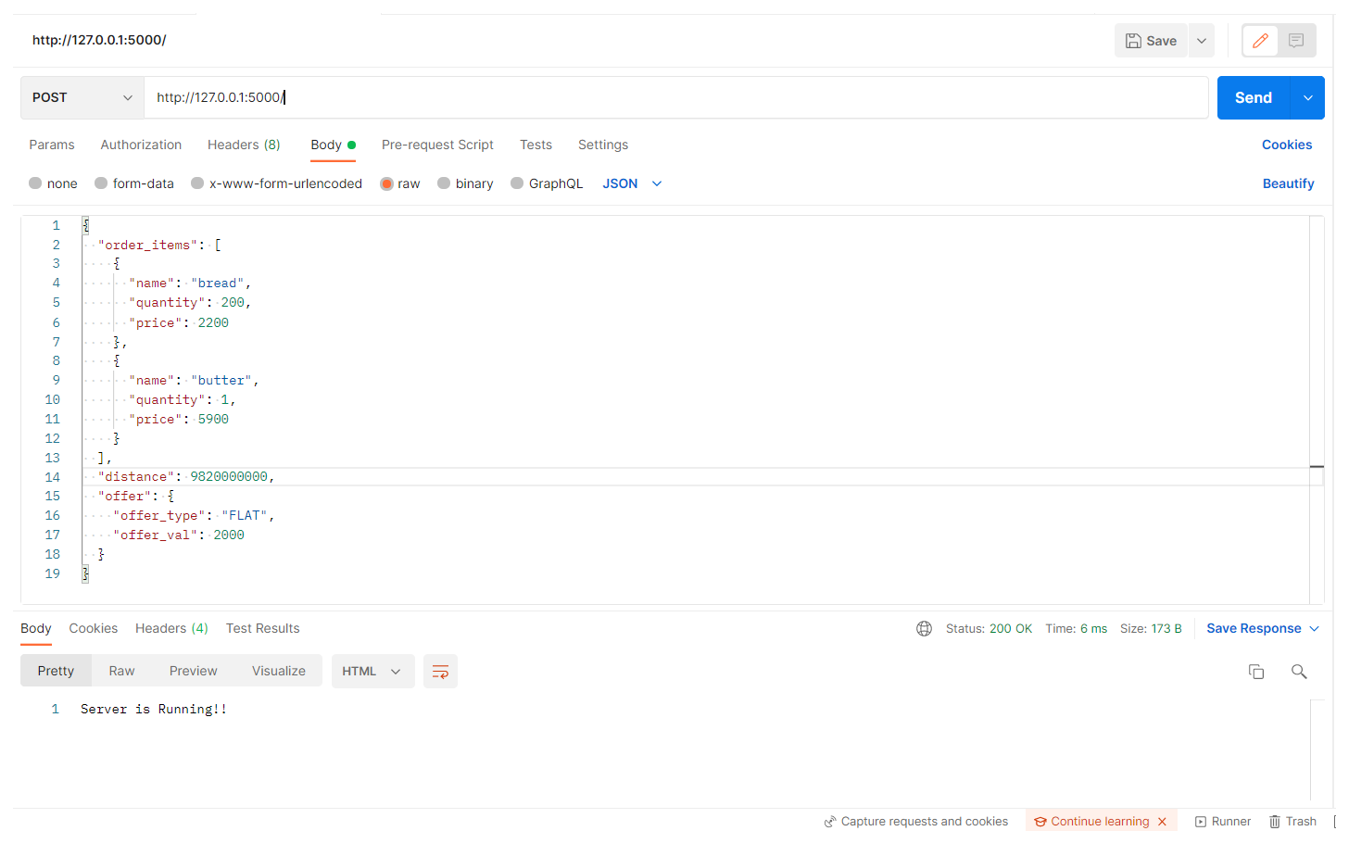 http://127.0.0.1:5000/
Save
POST http://127.0.0.1:5000/ Send
Params Authorization Headers (8) Body Pre-request Script Tests Settings Cookies
none form-data x-www-form-urlencoded raw binary GraphQL JSON Beautify
1 {
2 "order_items": [
3 {
4 "name": "bread",
5 "quantity": 200,
6 "price": 2200
7 },
8 {
9 "name": "butter",
10 "quantity": 1,
11 "price": 5900
12 }
13 ],
14 "distance": 9820000000,
15 "offer": {
16 "offer_type": "FLAT",
17 "offer_val": 2000
18 }
19 }
Body Cookies Headers (4) Test Results Status: 200 OK Time: 6 ms Size: 173 B Save Response
Pretty Raw Preview Visualize HTML
1 Server is Running!!
Capture requests and cookies Continue learning Runner Trash